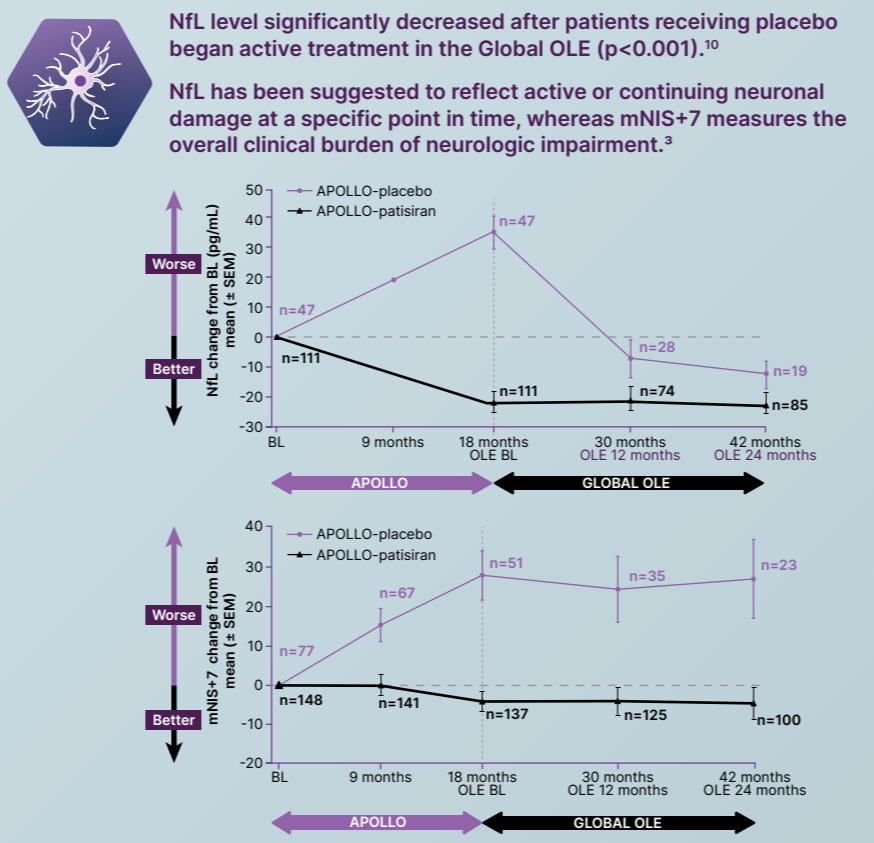 NfL level significantly decreased after patients receiving placebo
began active treatment in the Global OLE (p<0.001).¹⁰
NfL has been suggested to reflect active or continuing neuronal
damage at a specific point in time, whereas mNIS+7 measures the
overall clinical burden of neurologic impairment.³
Worse
Better
NfL change from BL (pg/mL)
mean (± SEM)
50
40
30
20
10
0
-10
-20
-30
APOLLO-placebo
APOLLO-patisiran
n=47
n=47
n=28
n=19
n=111
n=111
n=74
n=85
BL
9 months
18 months
OLE BL
30 months
OLE 12 months
42 months
OLE 24 months
APOLLO
GLOBAL OLE
Worse
Better
mNIS+7 change from BL
mean (± SEM)
40
30
20
10
0
-10
-20
APOLLO-placebo
APOLLO-patisiran
n=77
n=67
n=51
n=35
n=23
n=148
n=141
n=137
n=125
n=100
BL
9 months
18 months
OLE BL
30 months
OLE 12 months
42 months
OLE 24 months
APOLLO
GLOBAL OLE